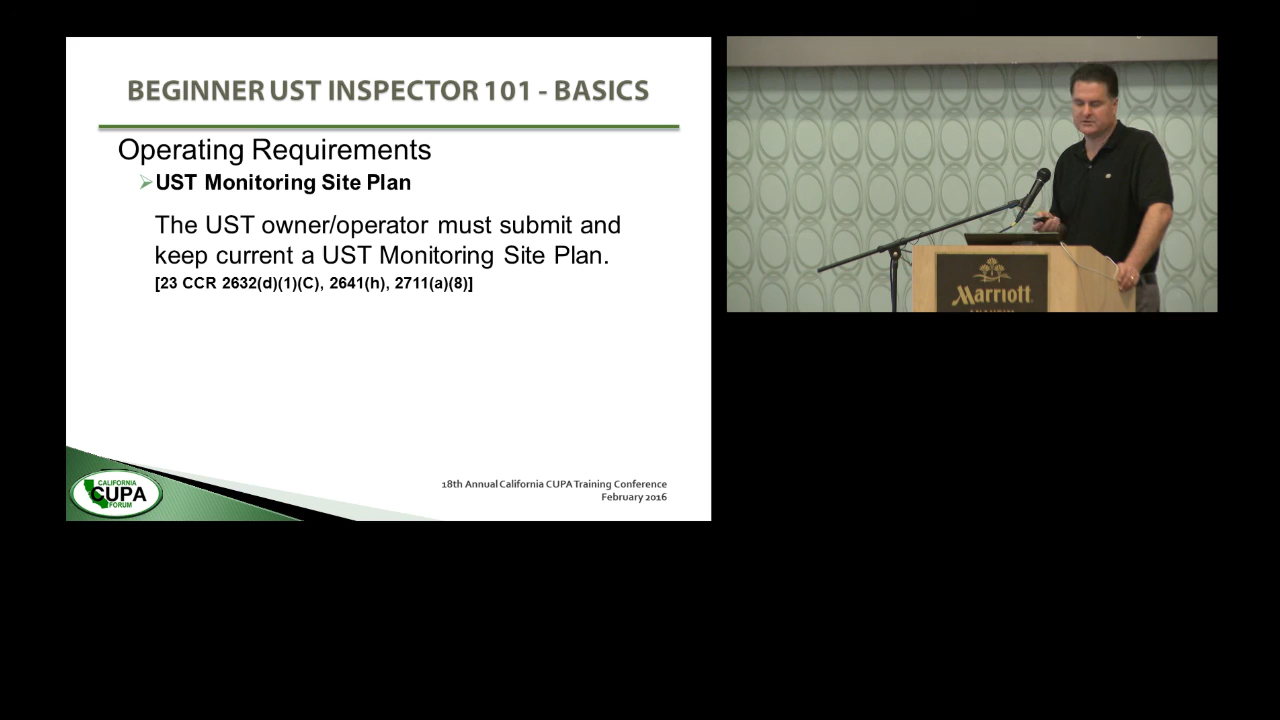 BEGINNER UST INSPECTOR 101 - BASICS
Operating Requirements
UST Monitoring Site Plan
The UST owner/operator must submit and
keep current a UST Monitoring Site Plan.
[23 CCR 2632(d)(1)(C), 2641(h), 2711(a)(8)]
18th Annual California CUPA Training Conference
February 2016
CALIFORNIA
CUPA
FORUM
Marriott
ANAHEIM